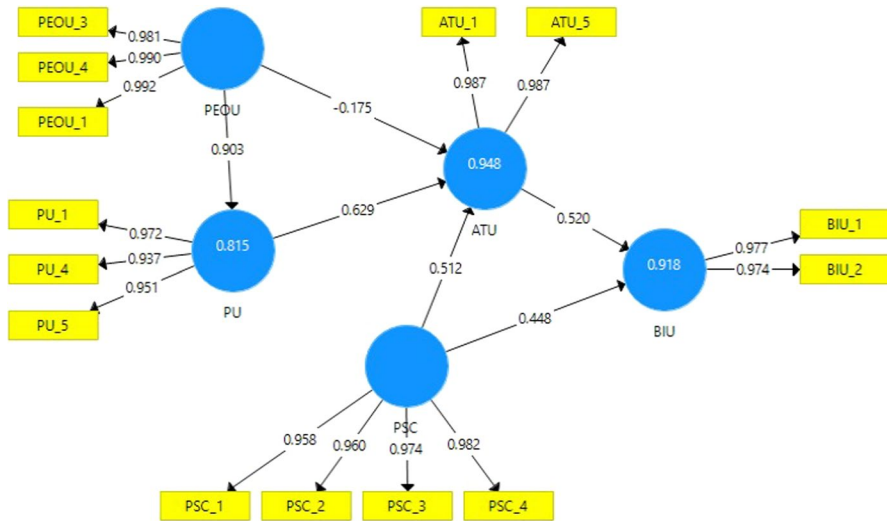 PEOU_3
0.981
PEOU_4
0.990
PEOU_1
0.992
PEOU
ATU_1
ATU_5
0.987
0.987
-0.175
0.903
0.948
ATU
PU_1
0.972
0.629
0.520
PU_4
0.937
0.815
PU_5
0.951
PU
0.512
BIU_1
0.977
0.918
0.974
BIU_2
BIU
0.448
PSC
0.958
0.960
0.974
0.982
PSC_1
PSC_2
PSC_3
PSC_4